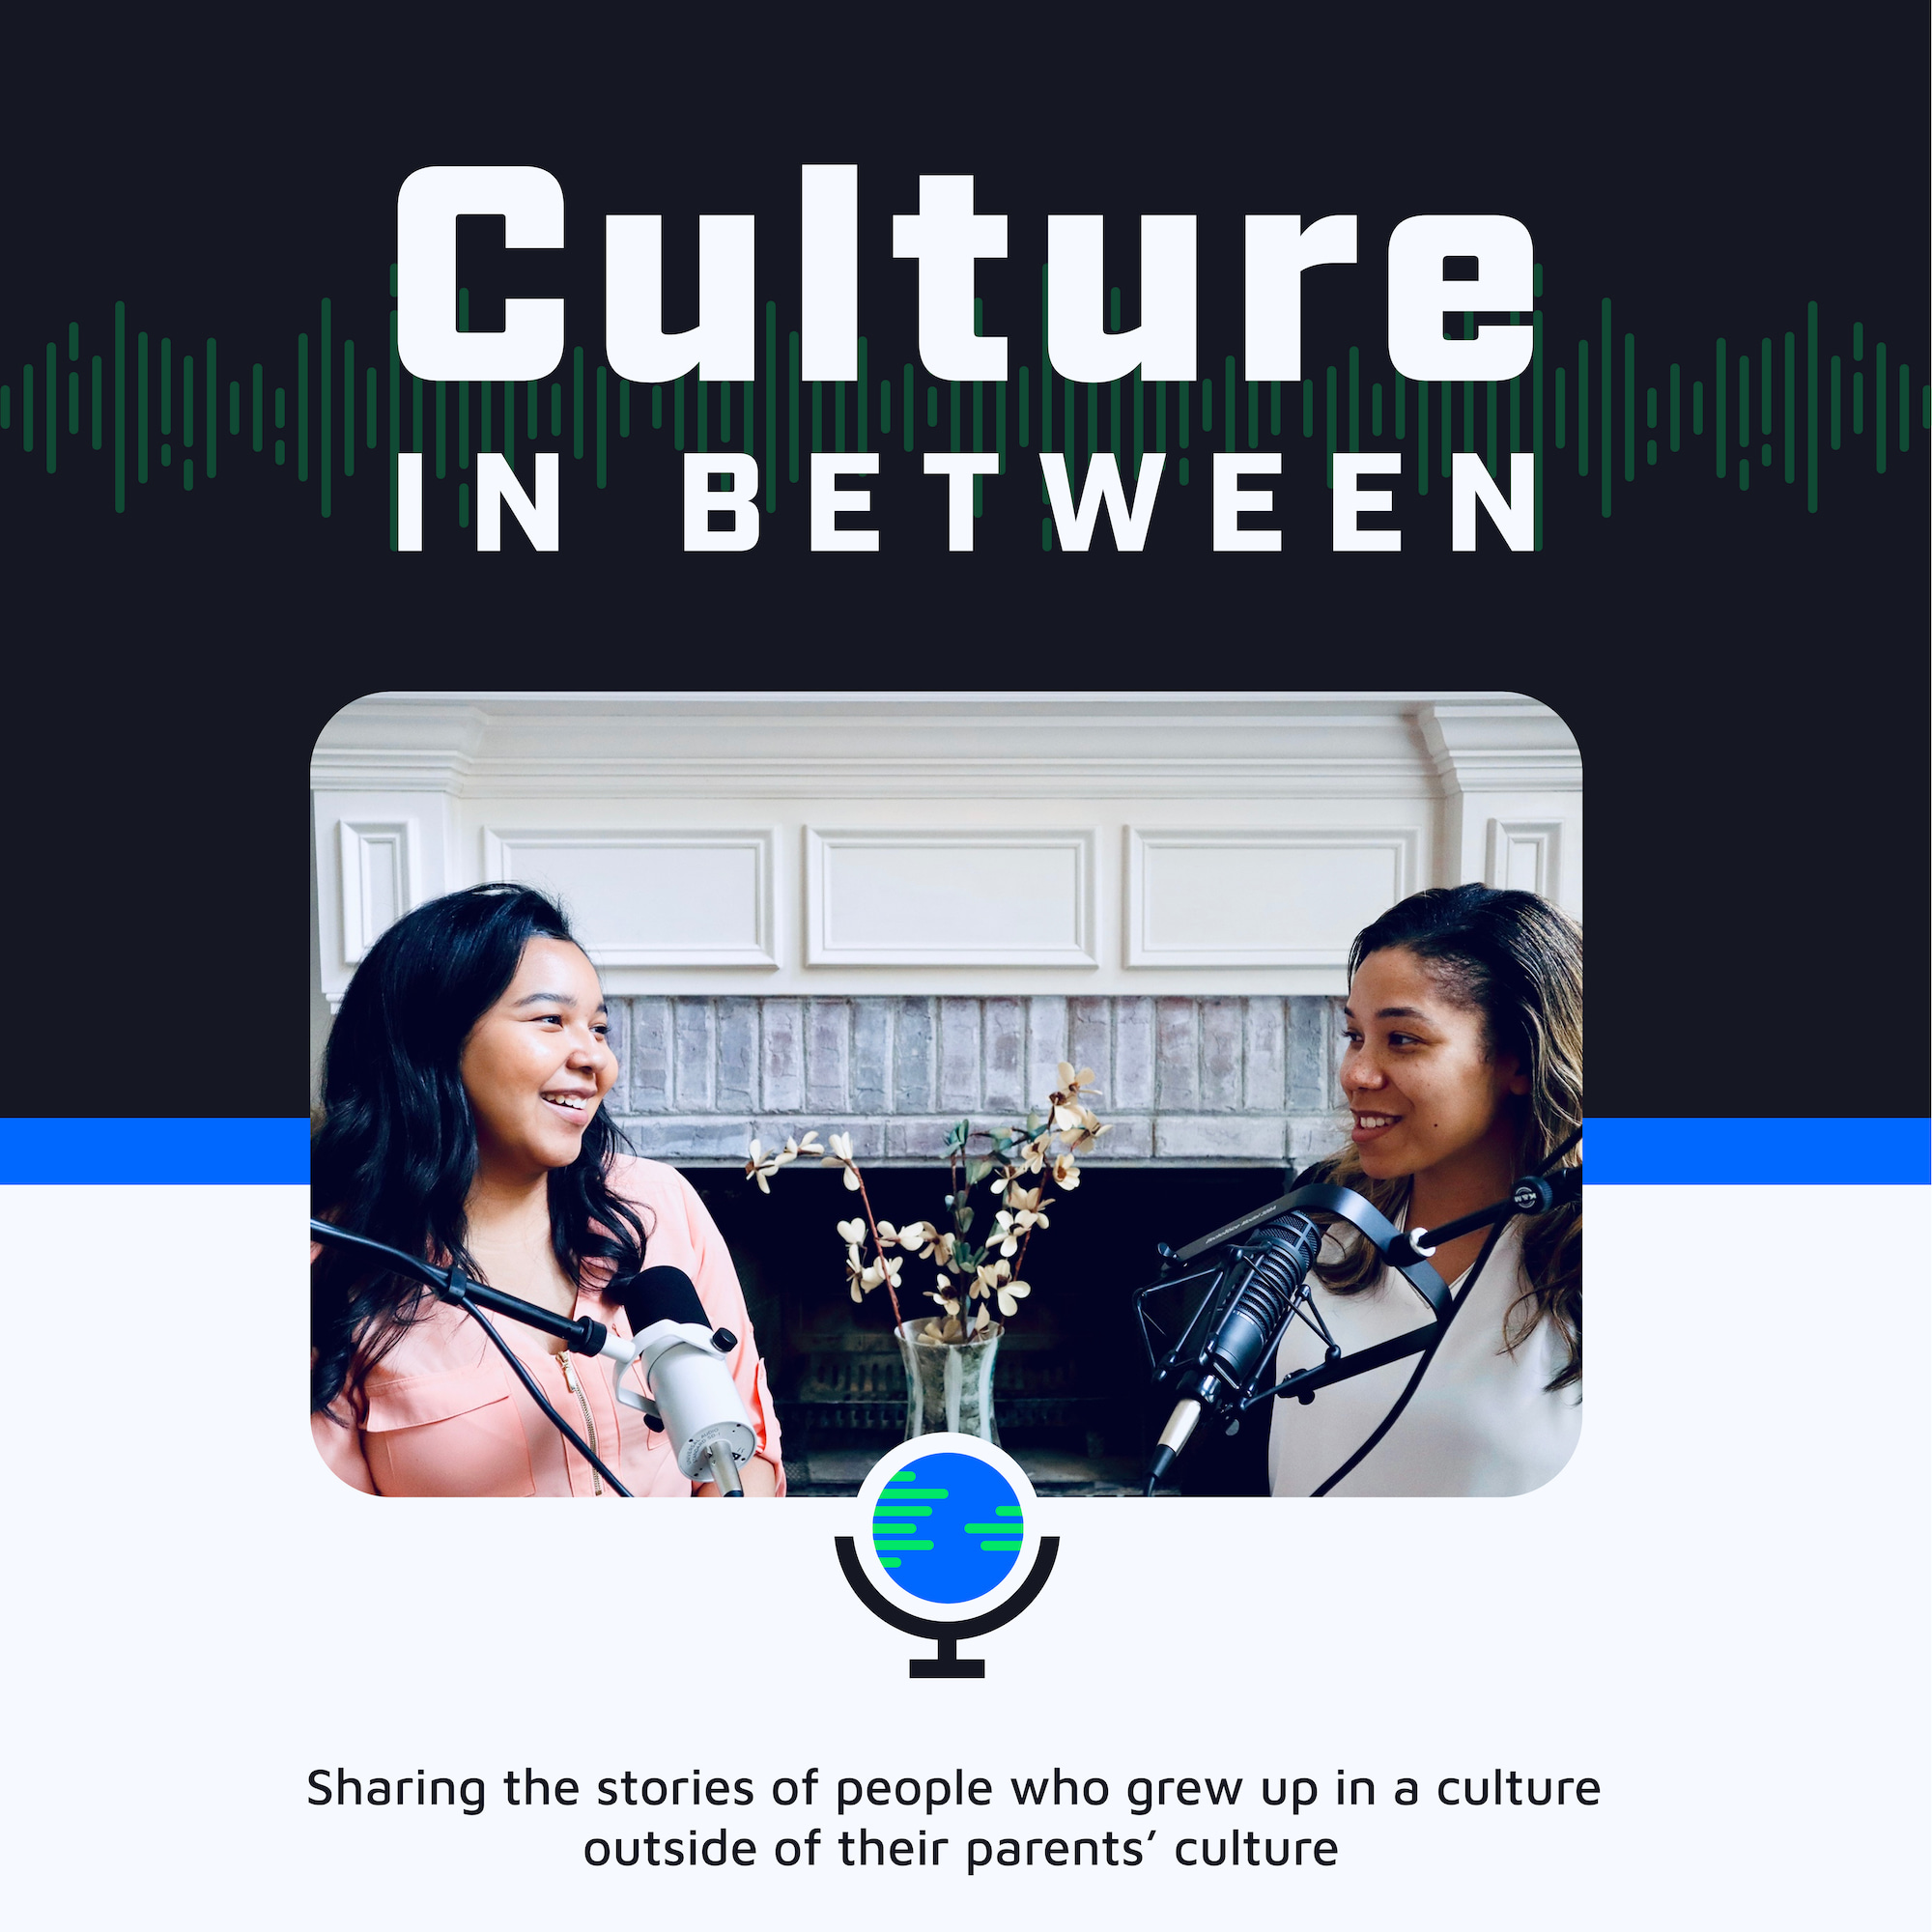 Culture
IN BETWEEN
Sharing the stories of people who grew up in a culture
outside of their parents’ culture